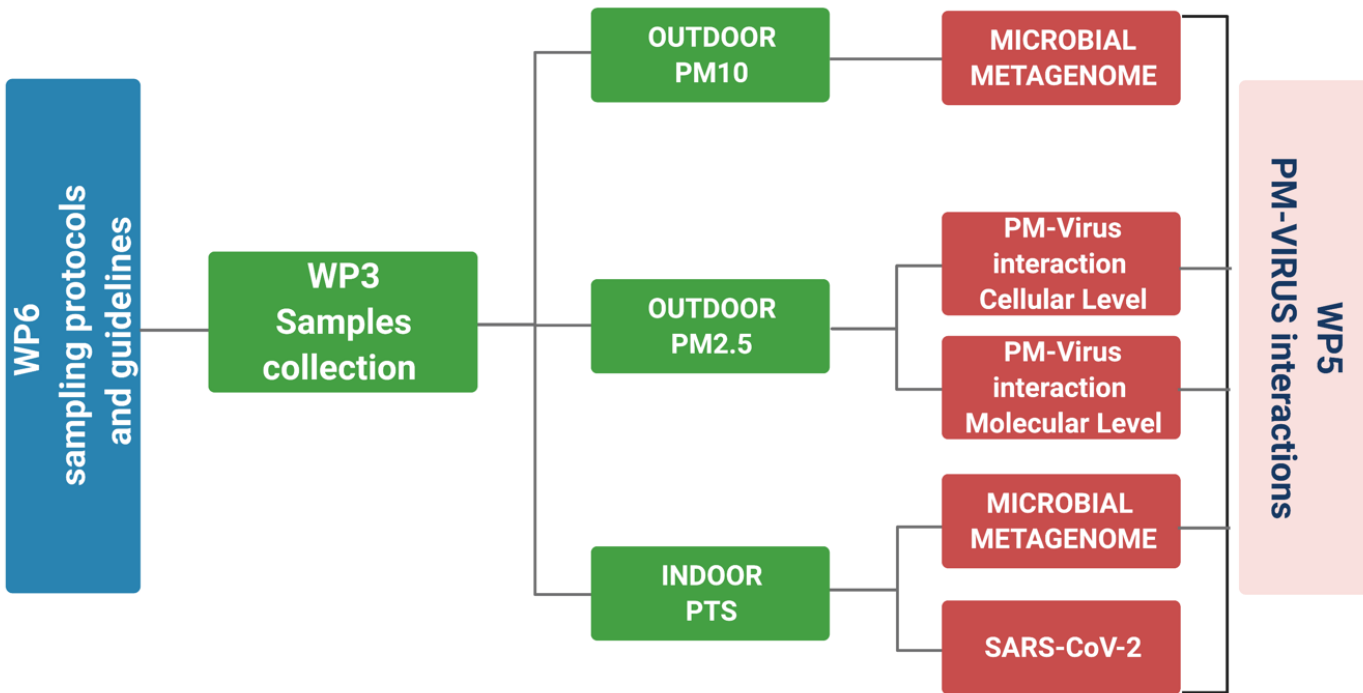 WP6
sampling protocols
and guidelines
WP3
Samples
collection
OUTDOOR
PM10
OUTDOOR
PM2.5
INDOOR
PTS
MICROBIAL
METAGENOME
PM-Virus
interaction
Cellular Level
PM-Virus
interaction
Molecular Level
MICROBIAL
METAGENOME
SARS-CoV-2
WP5
PM-VIRUS interactions